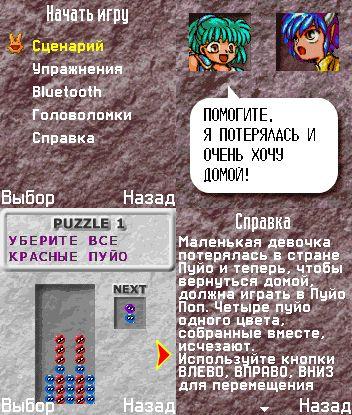 Начать игру
Сценарий
Упражнения
Bluetooth
Головоломки
Справка
Выбор
Назад
ПОМОГИТЕ,
Я ПОТЕРЯЛАСЬ И
ОЧЕНЬ ХОЧУ
ДОМОЙ!
PUZZLE 1
УБЕРИТЕ ВСЕ
КРАСНЫЕ ПУЙО
NEXT
Выбор
Справка
Маленькая девочка
потерялась в стране
Пуйо и теперь, чтобы
вернуться домой,
должна играть в Пуйо
Поп. Четыре пуйо
одного цвета,
собранные вместе,
исчезают.
Используйте кнопки
ВЛЕВО, ВПРАВО, ВНИЗ
для перемещения
Назад